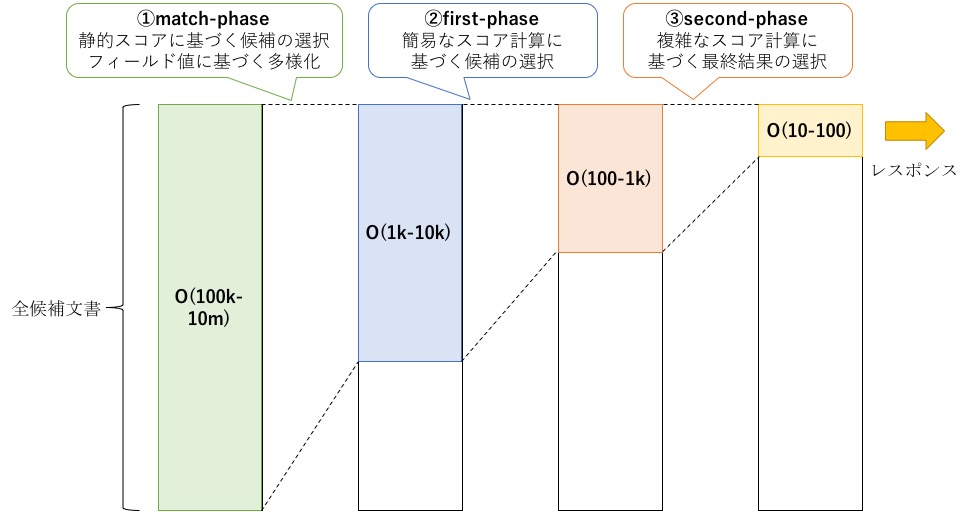 ①match-phase
静的スコアに基づく候補の選択
フィールド値に基づく多様化
②first-phase
簡易なスコア計算に
基づく候補の選択
③second-phase
複雑なスコア計算に
基づく最終結果の選択
全候補文書
O(100k-
10m)
O(1k-10k)
O(100-1k)
O(10-100)
レスポンス